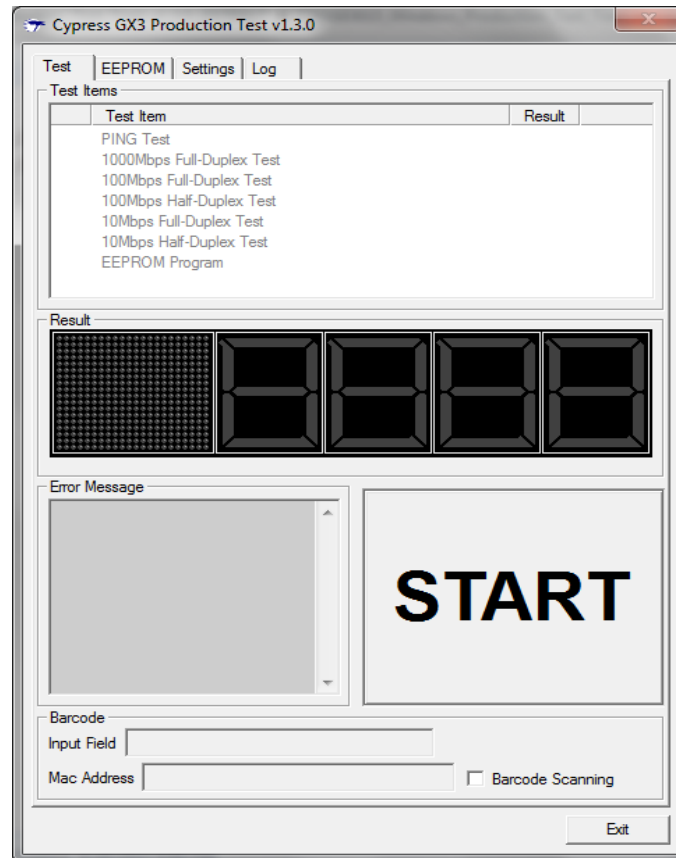 Cypress GX3 Production Test v1.3.0
Test EEPROM Settings Log
Test Items
Test Item Result
PING Test
1000Mbps Full-Duplex Test
100Mbps Full-Duplex Test
100Mbps Half-Duplex Test
10Mbps Full-Duplex Test
10Mbps Half-Duplex Test
EEPROM Program
Result
Error Message
START
Barcode
Input Field
Mac Address Barcode Scanning
Exit